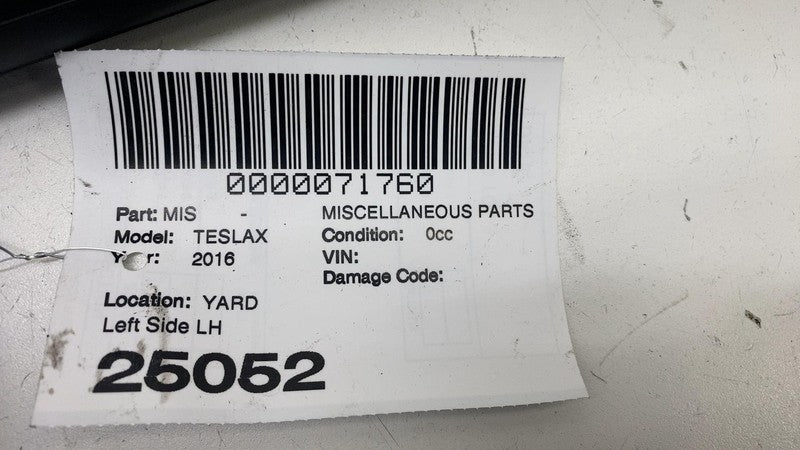 0000071760
Part: MIS - MISCELLANEOUS PARTS
Model: TESLAX Condition: 0cc
Year: 2016 VIN:
Damage Code:
Location: YARD
Left Side LH
25052